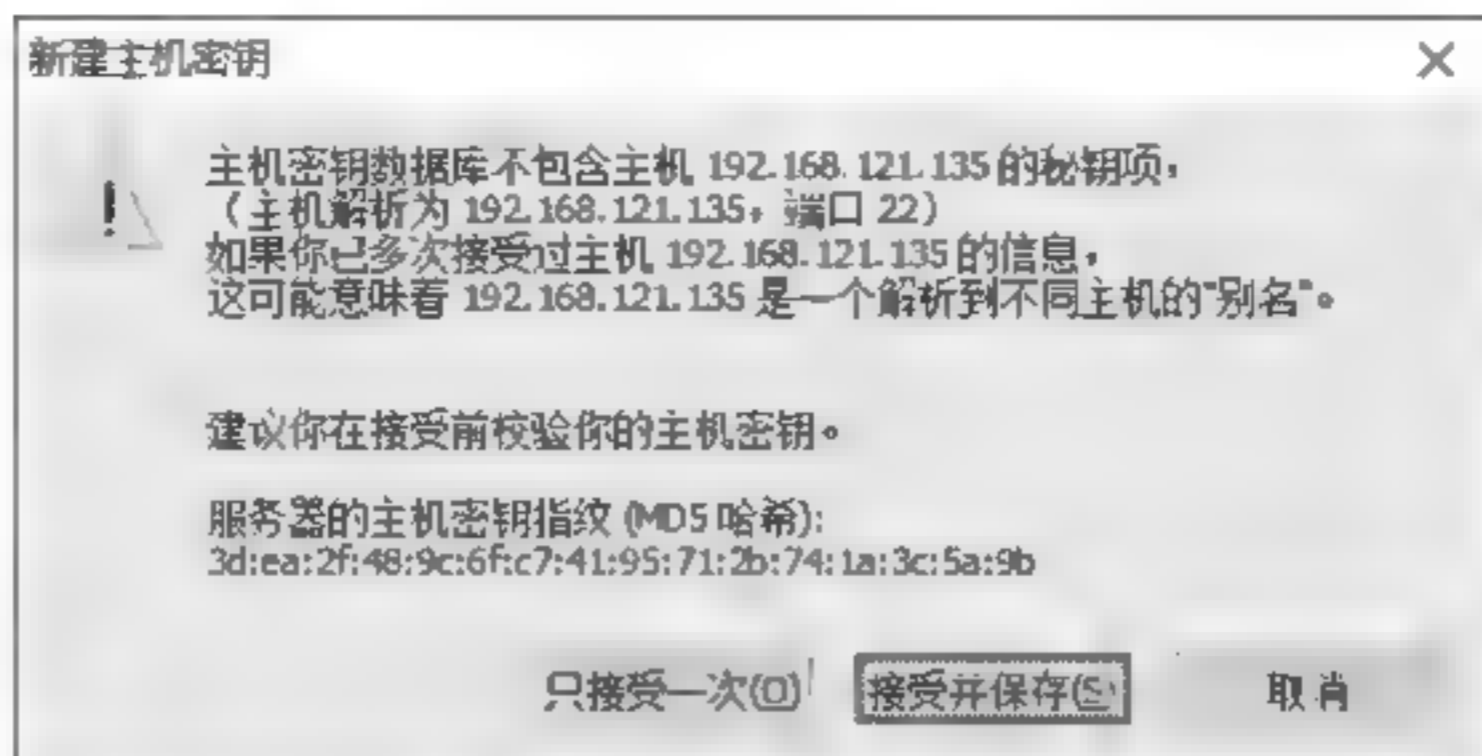 新建主机密钥
主机密钥数据库不包含主机 192.168.121.135 的秘钥项，
（主机解析为 192.168.121.135，端口 22）
如果你已多次接受过主机 192.168.121.135 的信息，
这可能意味着 192.168.121.135 是一个解析到不同主机的"别名"。
建议你在接受前校验你的主机密钥。
服务器的主机密钥指纹 (MD5 哈希):
3d:ea:2f:48:9c:6f:c7:41:95:71:2b:74:1a:3c:5a:9b
只接受一次(O) 接受并保存(S) 取消